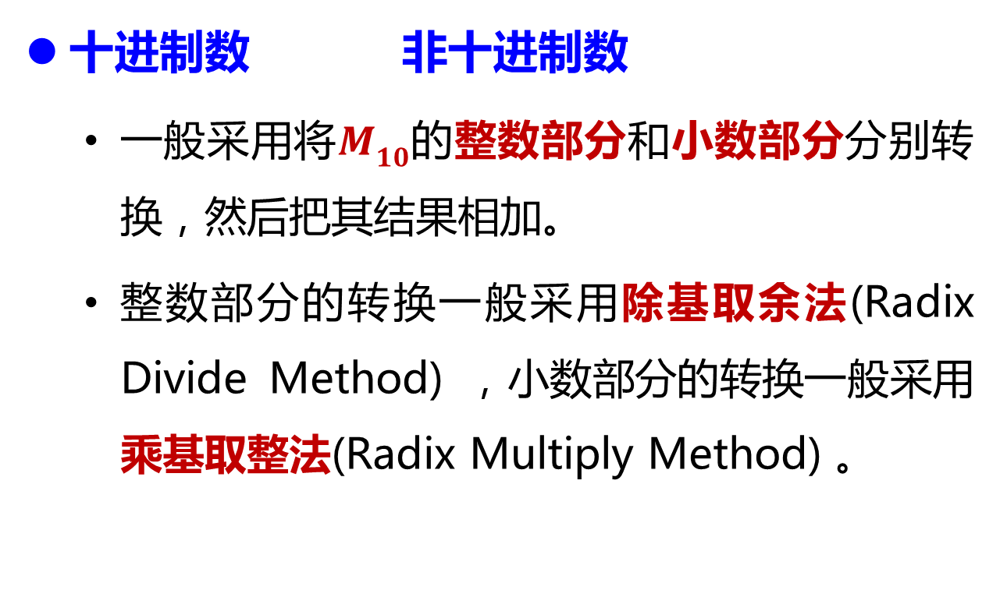 ● 十进制数 非十进制数
• 一般采用将M10的整数部分和小数部分分别转
换，然后把其结果相加。
• 整数部分的转换一般采用除基取余法(Radix
Divide Method) ，小数部分的转换一般采用
乘基取整法(Radix Multiply Method) 。